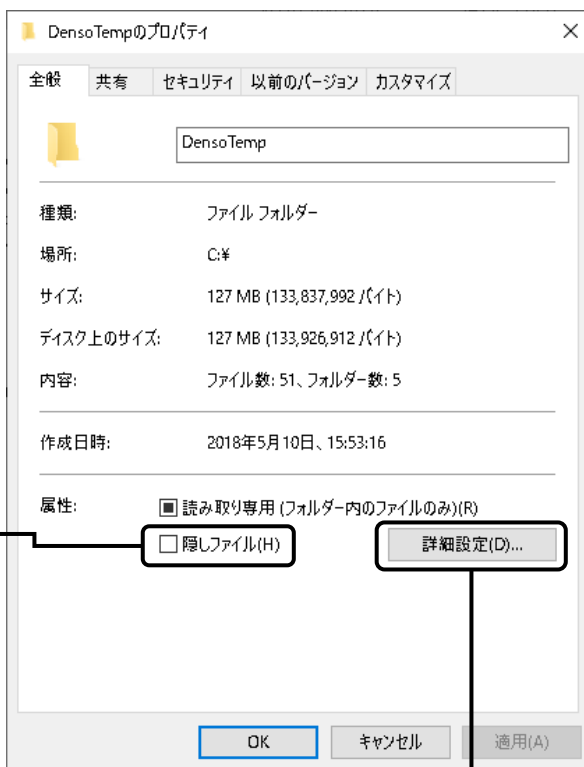 DensoTempのプロパティ
全般 共有 セキュリティ 以前のバージョン カスタマイズ
DensoTemp
種類: ファイル フォルダー
場所: C:¥
サイズ: 127 MB (133,837,992 バイト)
ディスク上のサイズ: 127 MB (133,926,912 バイト)
内容: ファイル数: 51、フォルダー数: 5
作成日時: 2018年5月10日、15:53:16
属性: 読み取り専用 (フォルダー内のファイルのみ)(R)
隠しファイル(H) 詳細設定(D)...
OK キャンセル 適用(A)